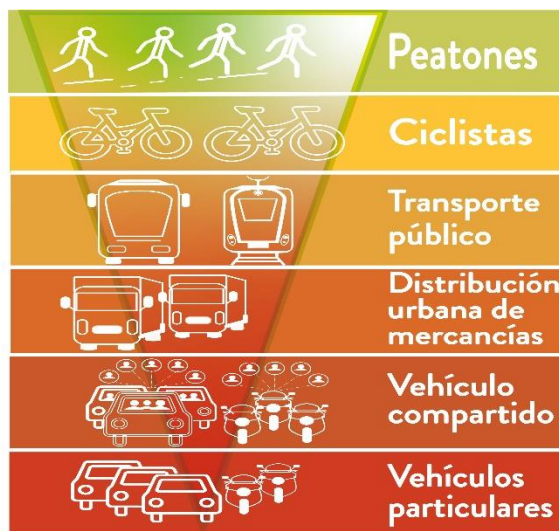 Peatones
Ciclistas
Transporte
público
Distribución
urbana de
mercancías
Vehículo
compartido
Vehículos
particulares